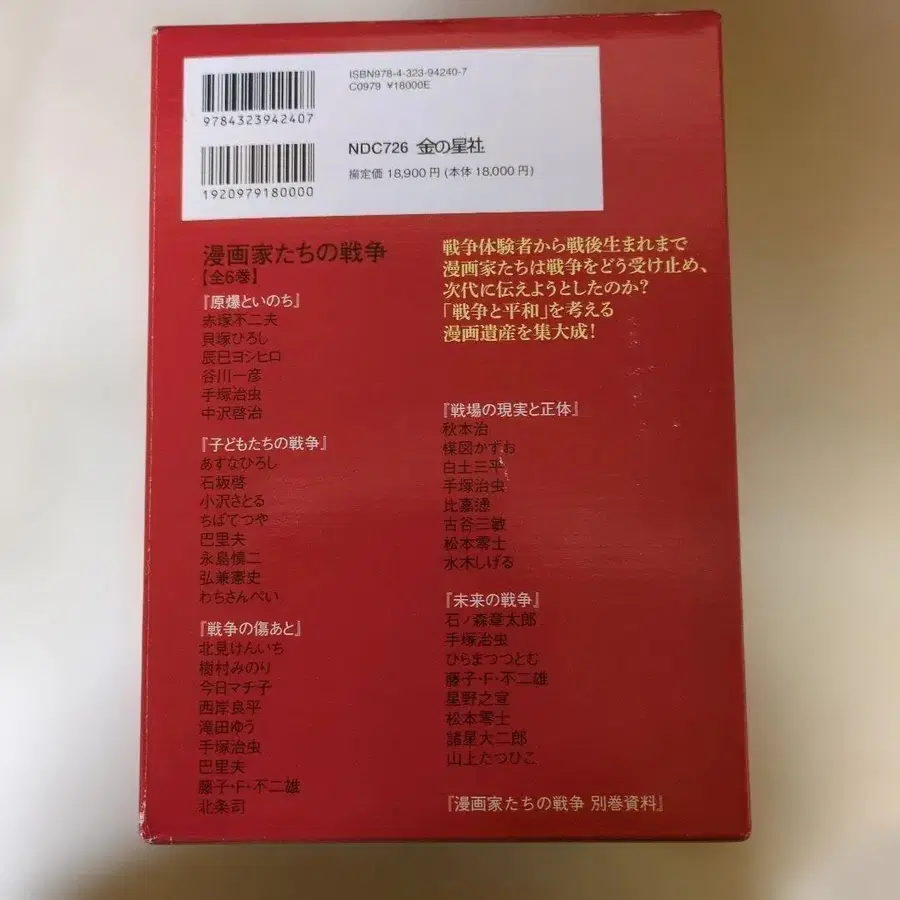 ISBN978-4-323-94240-7
C0979 ¥18000E
9784323942407
NDC726 金の星社
1920979180000
揃定価 18,900円(本体 18,000円)
漫画家たちの戦争
【全6巻】
『原爆といのち』
赤塚不二夫
貝塚ひろし
辰巳ヨシヒロ
谷川一彦
手塚治虫
中沢啓治
『子どもたちの戦争』
あすなひろし
石坂啓
小沢さとる
ちばてつや
巴里夫
永島慎二
弘兼憲史
わちさんぺい
『戦争の傷あと』
北見けんいち
樹村みのり
今日マチ子
西岸良平
滝田ゆう
手塚治虫
巴里夫
藤子・F・不二雄
北条司
戦争体験者から戦後生まれまで
漫画家たちは戦争をどう受け止め、
次代に伝えようとしたのか?
「戦争と平和」を考える
漫画遺産を集大成!
『戦場の現実と正体』
秋本治
楳図かずお
白土三平
手塚治虫
比嘉慂
古谷三敏
松本零士
水木しげる
『未来の戦争』
石ノ森章太郎
手塚治虫
ひらまつつとむ
藤子・F・不二雄
星野之宣
松本零士
諸星大二郎
山上たつひこ
『漫画家たちの戦争 別巻資料』